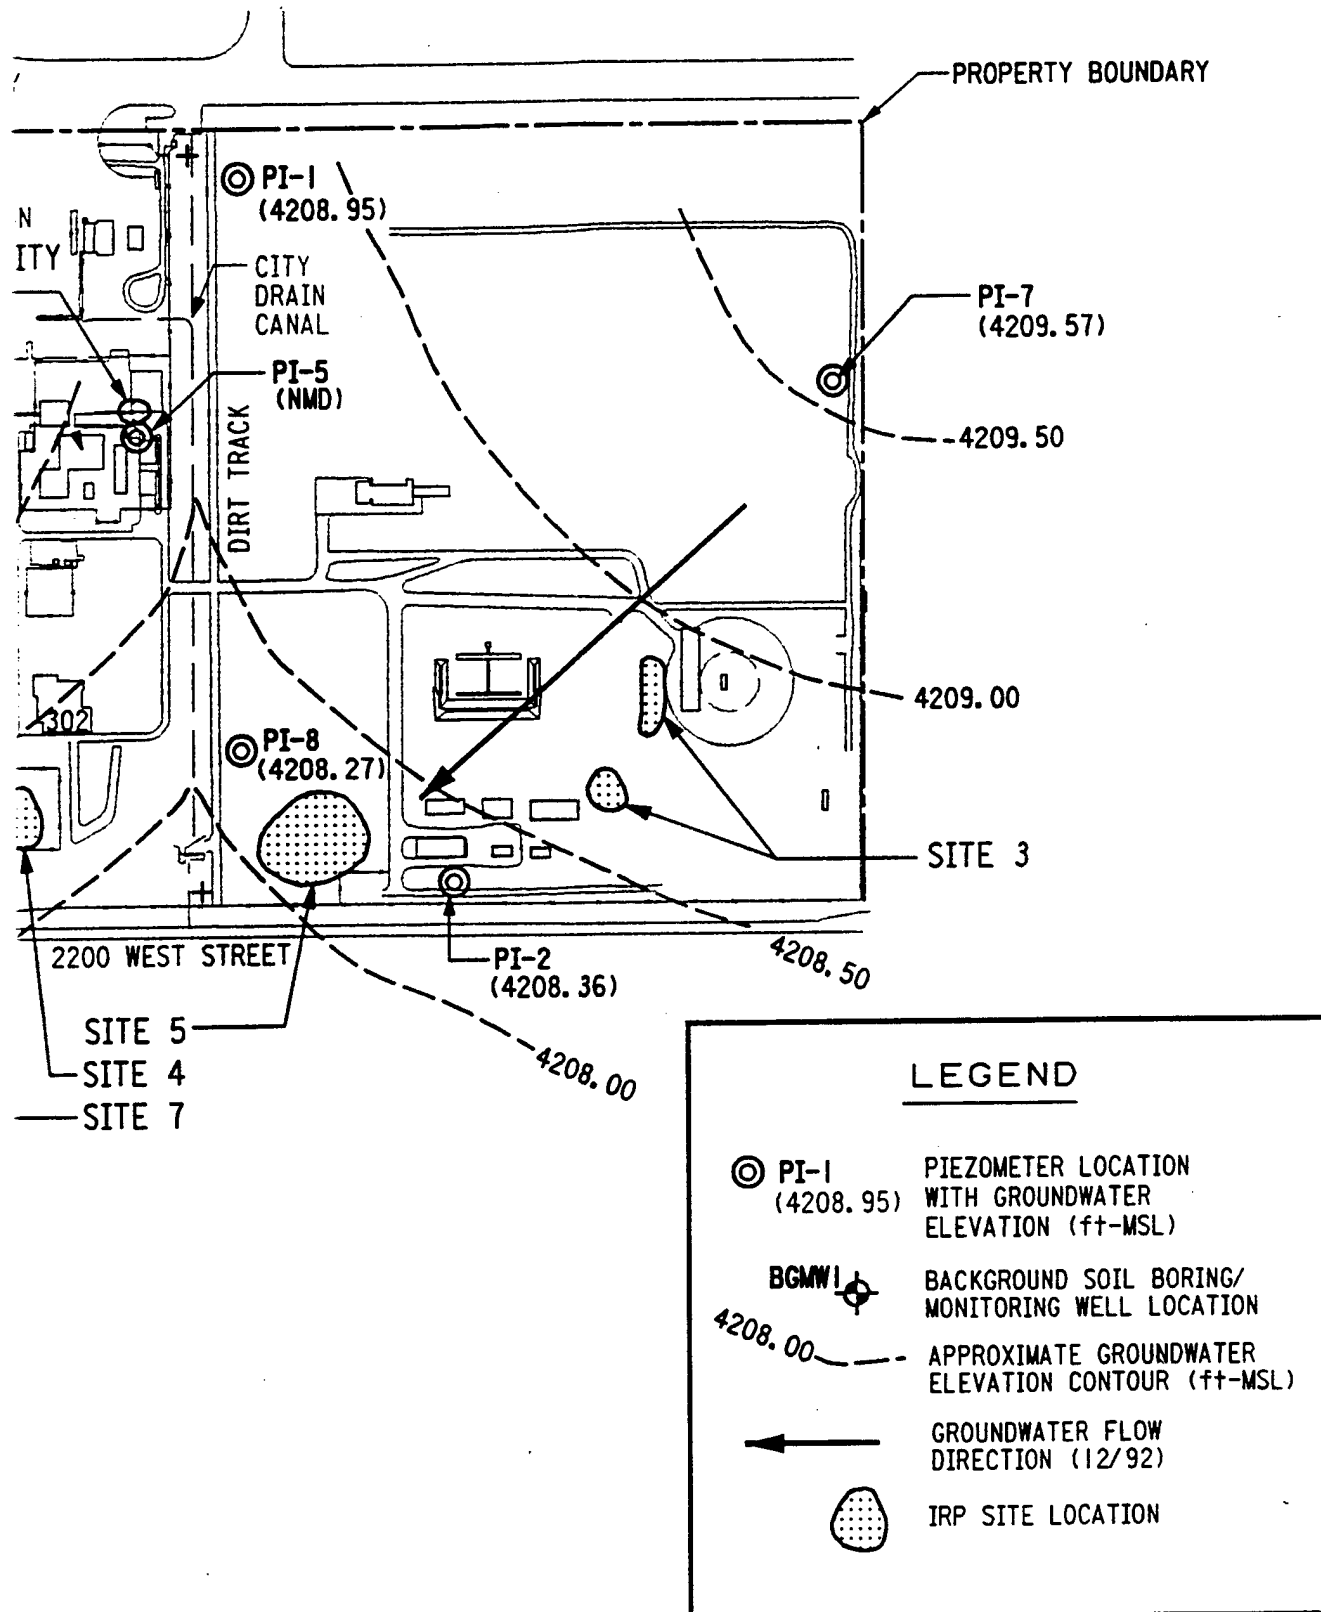 PROPERTY BOUNDARY
PI-1
(4208.95)
N
ITY
CITY
DRAIN
CANAL
PI-7
(4209.57)
PI-5
(NMD)
DIRT TRACK
4209.50
4209.00
302
PI-8
(4208.27)
SITE 3
2200 WEST STREET
PI-2
(4208.36)
4208.50
SITE 5
SITE 4
SITE 7
4208.00
LEGEND
PI-1
(4208.95)
PIEZOMETER LOCATION
WITH GROUNDWATER
ELEVATION (ft-MSL)
BGMW1
BACKGROUND SOIL BORING/
MONITORING WELL LOCATION
4208.00
APPROXIMATE GROUNDWATER
ELEVATION CONTOUR (ft-MSL)
GROUNDWATER FLOW
DIRECTION (12/92)
IRP SITE LOCATION